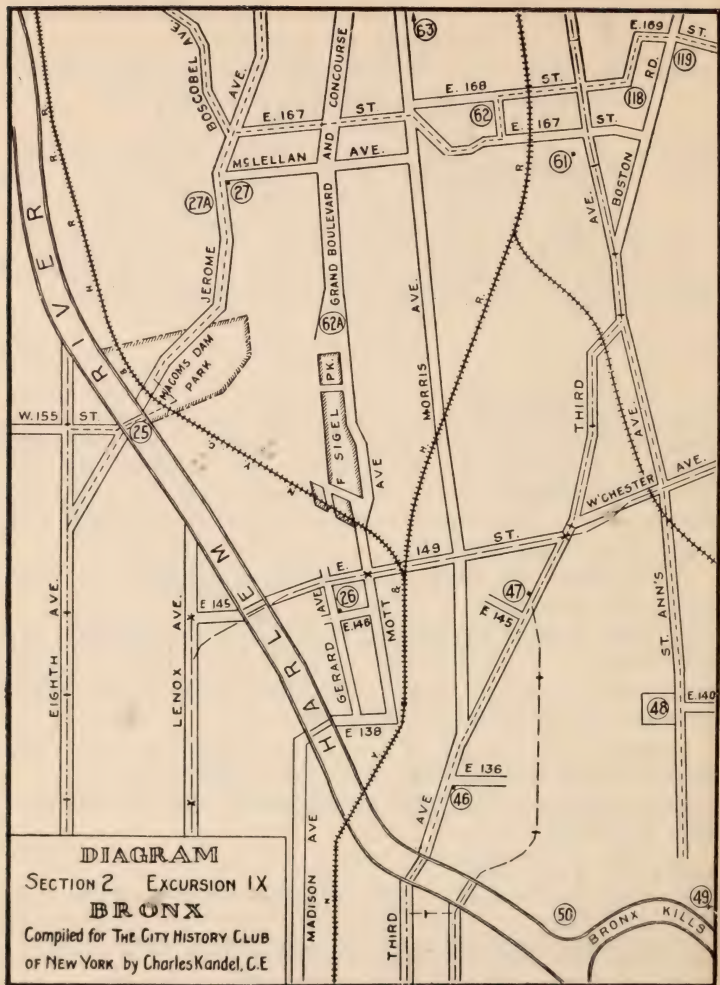 63
E. 169 ST.
119
BOSCOBEL AVE.
AVE.
GRAND BOULEVARD AND CONCOURSE
E. 168 ST.
62
118
RD.
E. 167 ST.
E. 167 ST.
McLELLAN AVE.
61
BOSTON
27A
27
JEROME
R. R.
H
&
R
R.
H
62A
AVE.
MORRIS
AVE.
HARLEM RIVER
MACOMS DAM
PARK
PK.
F SIGEL
THIRD
AVE.
W. 155 ST.
25
C
Y
N
AVE
W'CHESTER AVE.
E. 149 ST.
E 145
26
E. 146
GERARD AVE
MOTT
&
47
E 145
EIGHTH AVE.
LENOX AVE.
ST. ANN'S
48
E. 140
E 138
Y
N
E 136
46
AVE
THIRD
MADISON AVE
50
49
BRONX KILLS
DIAGRAM
SECTION 2 EXCURSION IX
BRONX
Compiled for THE CITY HISTORY CLUB
OF NEW YORK by Charles Kandel, C.E